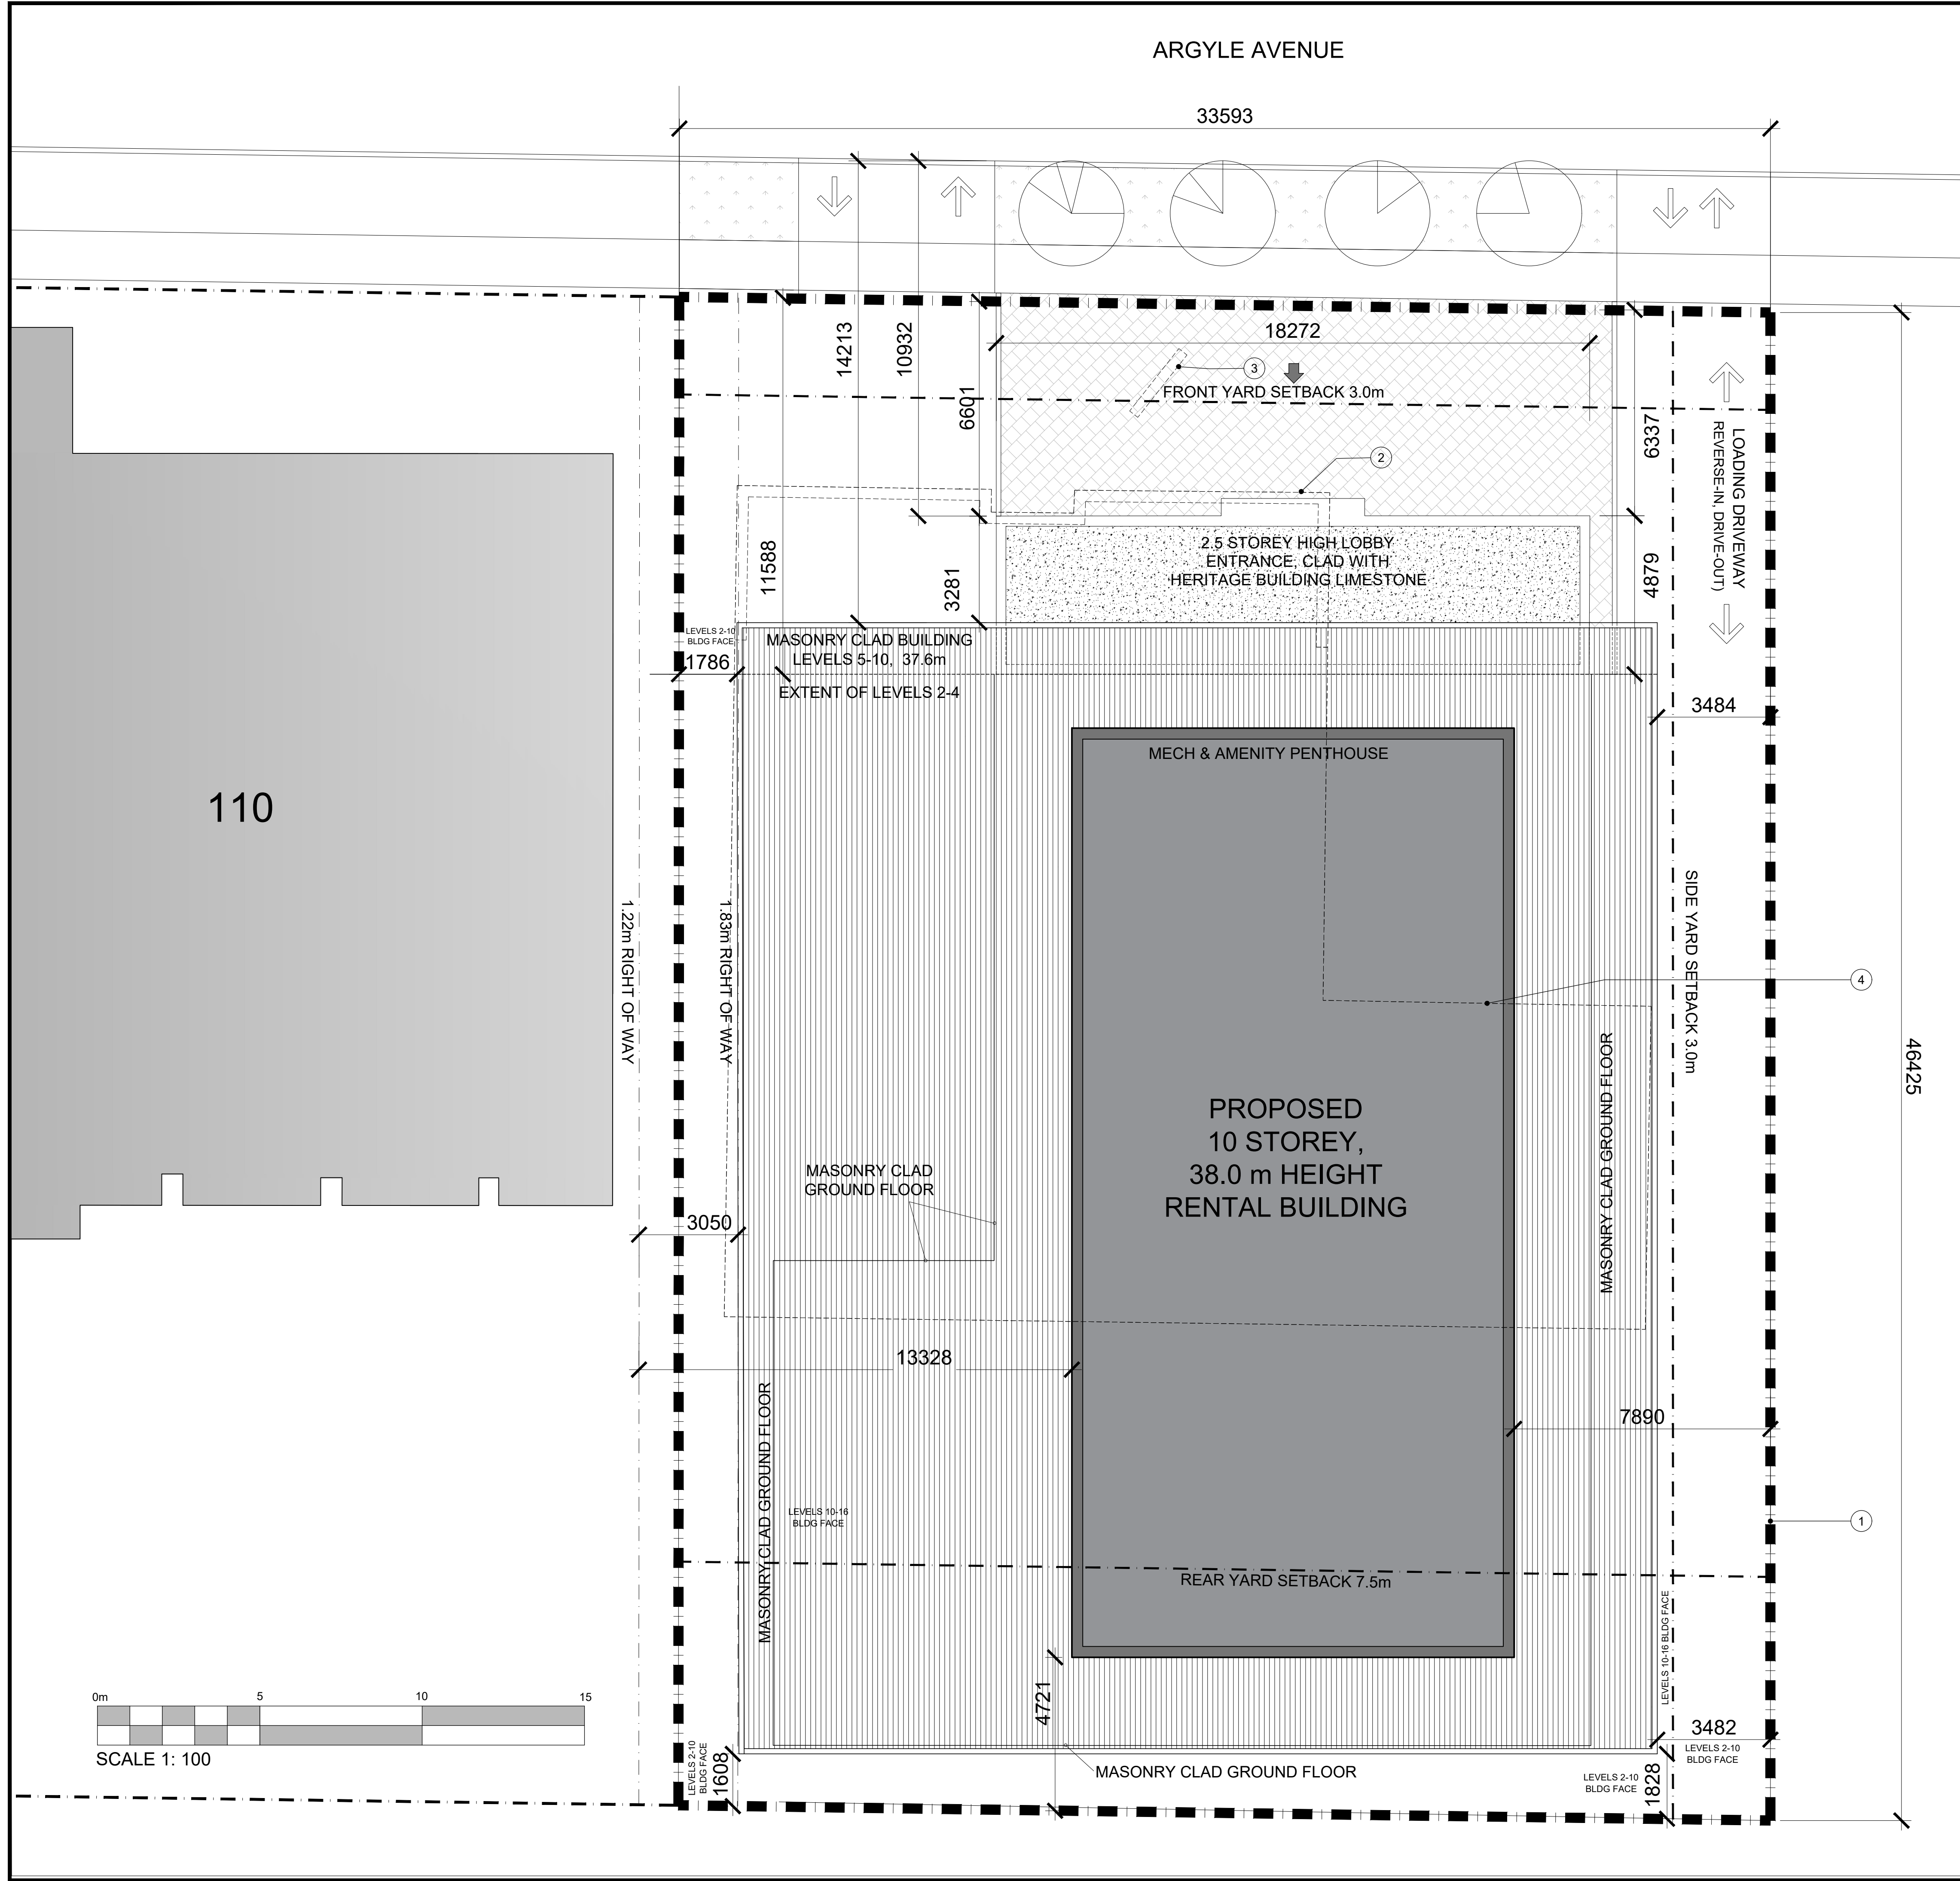 ARGYLE AVENUE
33593
14213
10932
6601
18272
3
FRONT YARD SETBACK 3.0m
6337
LOADING DRIVEWAY
REVERSE-IN, DRIVE-OUT)
2
11588
3281
2.5 STOREY HIGH LOBBY
ENTRANCE, CLAD WITH
HERITAGE BUILDING LIMESTONE
4879
LEVELS 2-10
BLDG FACE
1786
MASONRY CLAD BUILDING
LEVELS 5-10, 37.6m
EXTENT OF LEVELS 2-4
3484
MECH & AMENITY PENTHOUSE
110
1.22m RIGHT OF WAY
1.83m RIGHT OF WAY
SIDE YARD SETBACK 3.0m
4
46425
MASONRY CLAD GROUND FLOOR
PROPOSED
10 STOREY,
38.0 m HEIGHT
RENTAL BUILDING
MASONRY CLAD
GROUND FLOOR
3050
13328
7890
MASONRY CLAD GROUND FLOOR
LEVELS 10-16
BLDG FACE
1
REAR YARD SETBACK 7.5m
LEVELS 10-16 BLDG FACE
4721
0m 5 10 15
SCALE 1: 100
LEVELS 2-10
BLDG FACE
1608
MASONRY CLAD GROUND FLOOR
3482
LEVELS 2-10
BLDG FACE
LEVELS 2-10
BLDG FACE
1828